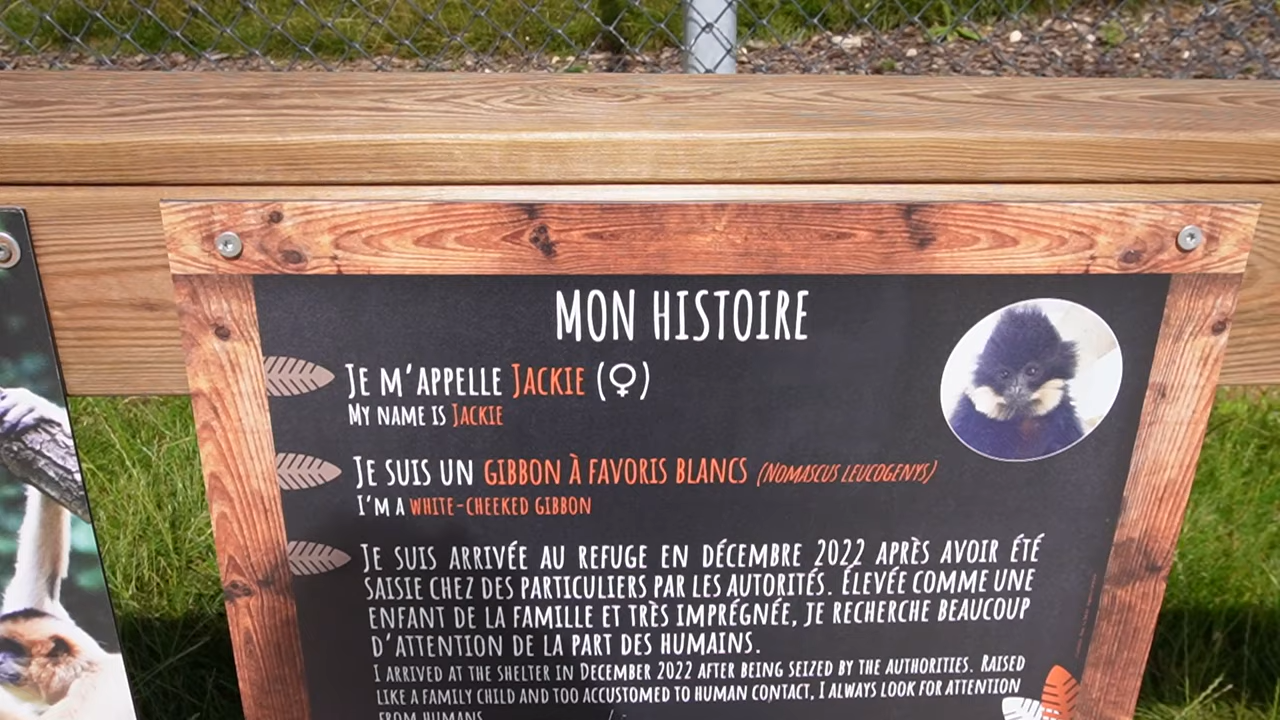 MON HISTOIRE
JE M'APPELLE JACKIE (♀)
MY NAME IS JACKIE
JE SUIS UN GIBBON À FAVORIS BLANCS (NOMASCUS LEUCOGENYS)
I'M A WHITE-CHEEKED GIBBON
JE SUIS ARRIVÉE AU REFUGE EN DÉCEMBRE 2022 APRÈS AVOIR ÉTÉ
SAISIE CHEZ DES PARTICULIERS PAR LES AUTORITÉS. ÉLEVÉE COMME UNE
ENFANT DE LA FAMILLE ET TRÈS IMPRÉGNÉE, JE RECHERCHE BEAUCOUP
D'ATTENTION DE LA PART DES HUMAINS.
I ARRIVED AT THE SHELTER IN DECEMBER 2022 AFTER BEING SEIZED BY THE AUTHORITIES. RAISED
LIKE A FAMILY CHILD AND TOO ACCUSTOMED TO HUMAN CONTACT, I ALWAYS LOOK FOR ATTENTION
FROM HUMANS